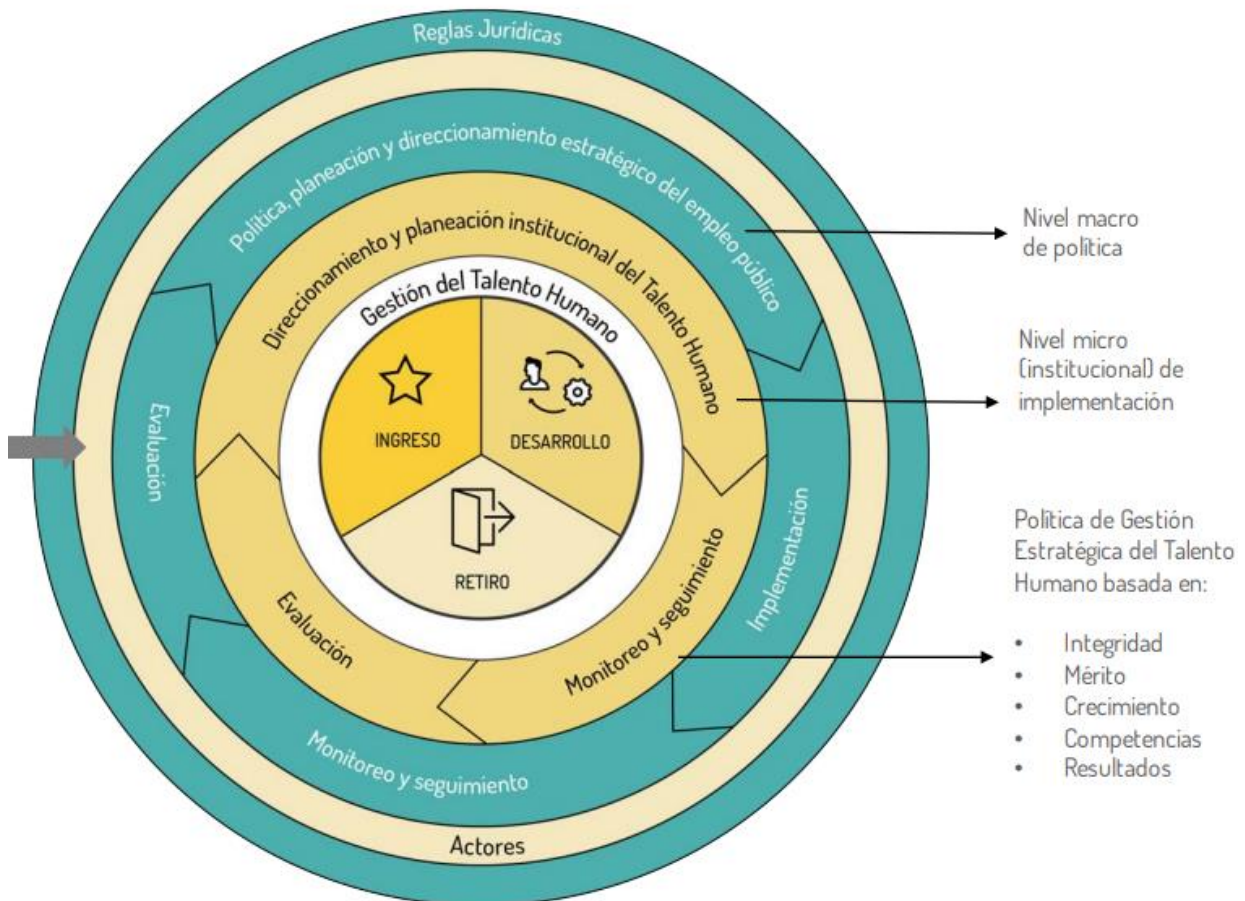 Reglas Jurídicas
Política, planeación y direccionamiento estratégico del empleo público
Direccionamiento y planeación institucional del Talento Humano
Gestión del Talento Humano
INGRESO
DESARROLLO
RETIRO
Evaluación
Implementación
Evaluación
Monitoreo y seguimiento
Monitoreo y seguimiento
Actores
Nivel macro
de política
Nivel micro
(institucional) de
implementación
Política de Gestión
Estratégica del Talento
Humano basada en:
• Integridad
• Mérito
• Crecimiento
• Competencias
• Resultados